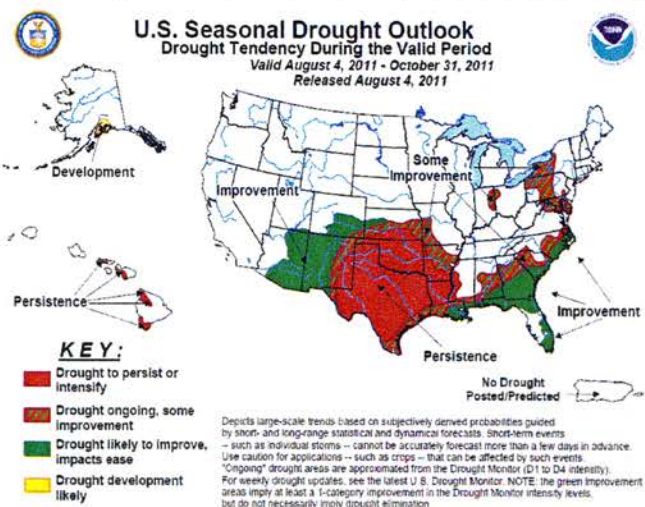 U.S. Seasonal Drought Outlook
Drought Tendency During the Valid Period
Valid August 4, 2011 - October 31, 2011
Released August 4, 2011
NOAA
Development
Improvement
Some
Improvement
Persistence
Improvement
Persistence
No Drought
Posted/Predicted
KEY:
Drought to persist or
intensify
Drought ongoing, some
improvement
Drought likely to improve,
impacts ease
Drought development
likely
Depicts large-scale trends based on subjectively derived probabilities guided
by short- and long-range statistical and dynamical forecasts. Short-term events
-- such as individual storms -- cannot be accurately forecast more than a few days in advance.
Use caution for applications -- such as crops -- that can be affected by such events.
"Ongoing" drought areas are approximated from the Drought Monitor (D1 to D4 intensity).
For weekly drought updates, see the latest U.S. Drought Monitor. NOTE: the green improvement
areas imply at least a 1-category improvement in the Drought Monitor intensity levels,
but do not necessarily imply drought elimination.